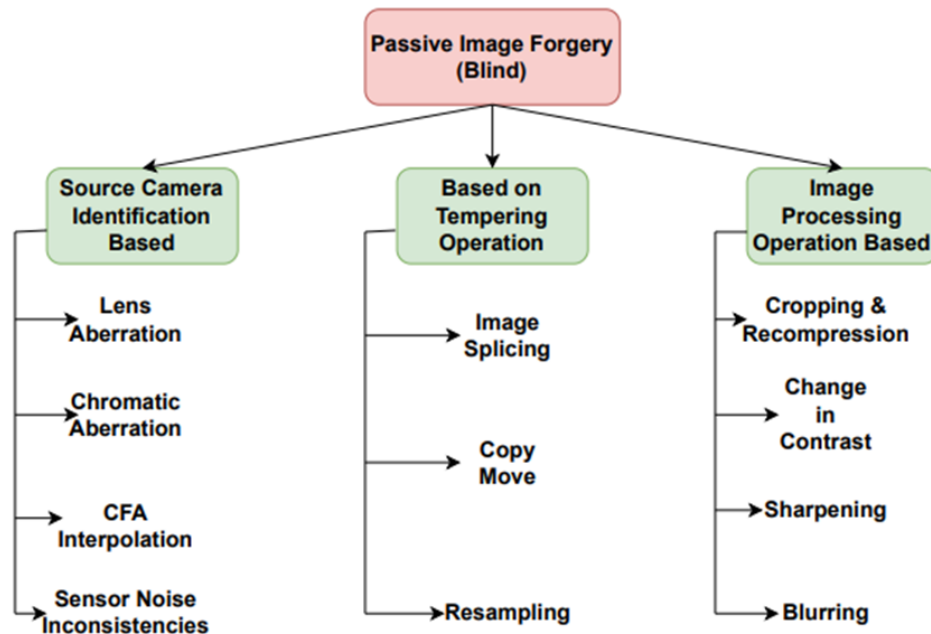 Passive Image Forgery
(Blind)
Source Camera
Identification
Based
Lens
Aberration
Chromatic
Aberration
CFA
Interpolation
Sensor Noise
Inconsistencies
Based on
Tempering
Operation
Image
Splicing
Copy
Move
Resampling
Image
Processing
Operation Based
Cropping &
Recompression
Change
in
Contrast
Sharpening
Blurring